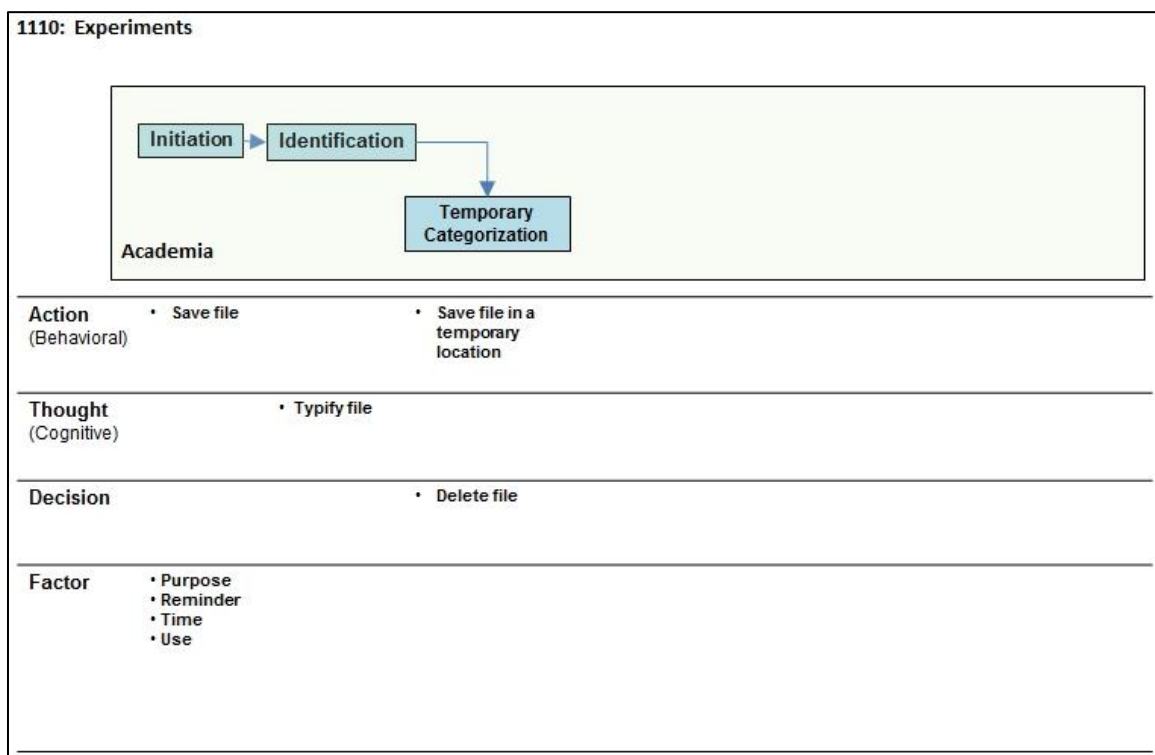 1110: Experiments
Initiation
Identification
Temporary
Categorization
Academia
Action
(Behavioral)
• Save file
• Save file in a
temporary
location
Thought
(Cognitive)
• Typify file
Decision
• Delete file
Factor
• Purpose
• Reminder
• Time
• Use